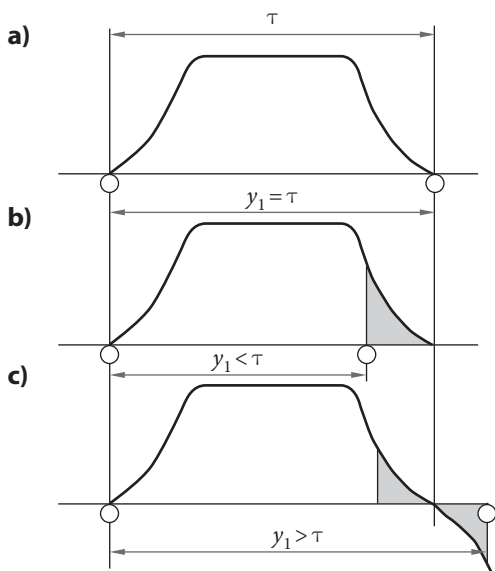 τ
a)
y₁ = τ
b)
y₁ < τ
c)
y₁ > τ